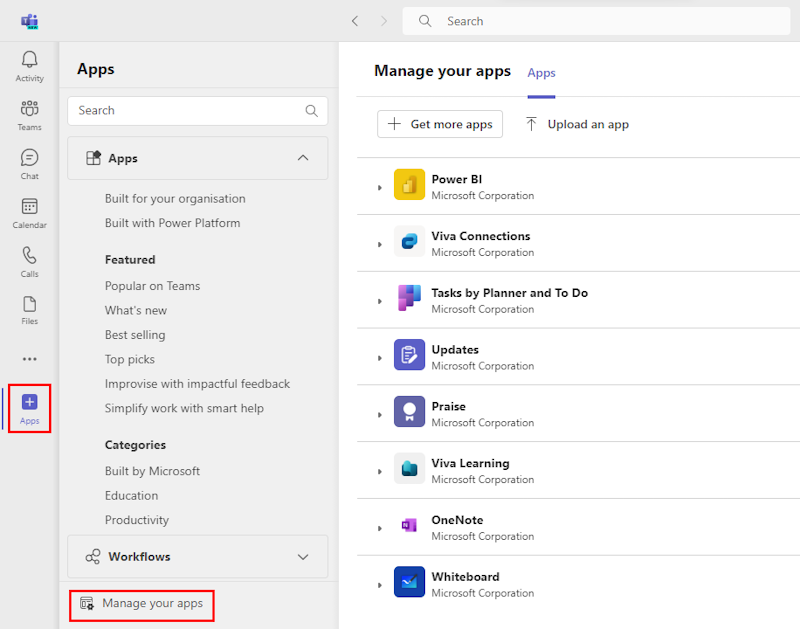 Search
Activity
Teams
Chat
Calendar
Calls
Files
Apps
Apps
Search
Apps
Built for your organisation
Built with Power Platform
Featured
Popular on Teams
What's new
Best selling
Top picks
Improvise with impactful feedback
Simplify work with smart help
Categories
Built by Microsoft
Education
Productivity
Workflows
Manage your apps
Manage your apps Apps
Get more apps Upload an app
Power BI
Microsoft Corporation
Viva Connections
Microsoft Corporation
Tasks by Planner and To Do
Microsoft Corporation
Updates
Microsoft Corporation
Praise
Microsoft Corporation
Viva Learning
Microsoft Corporation
OneNote
Microsoft Corporation
Whiteboard
Microsoft Corporation